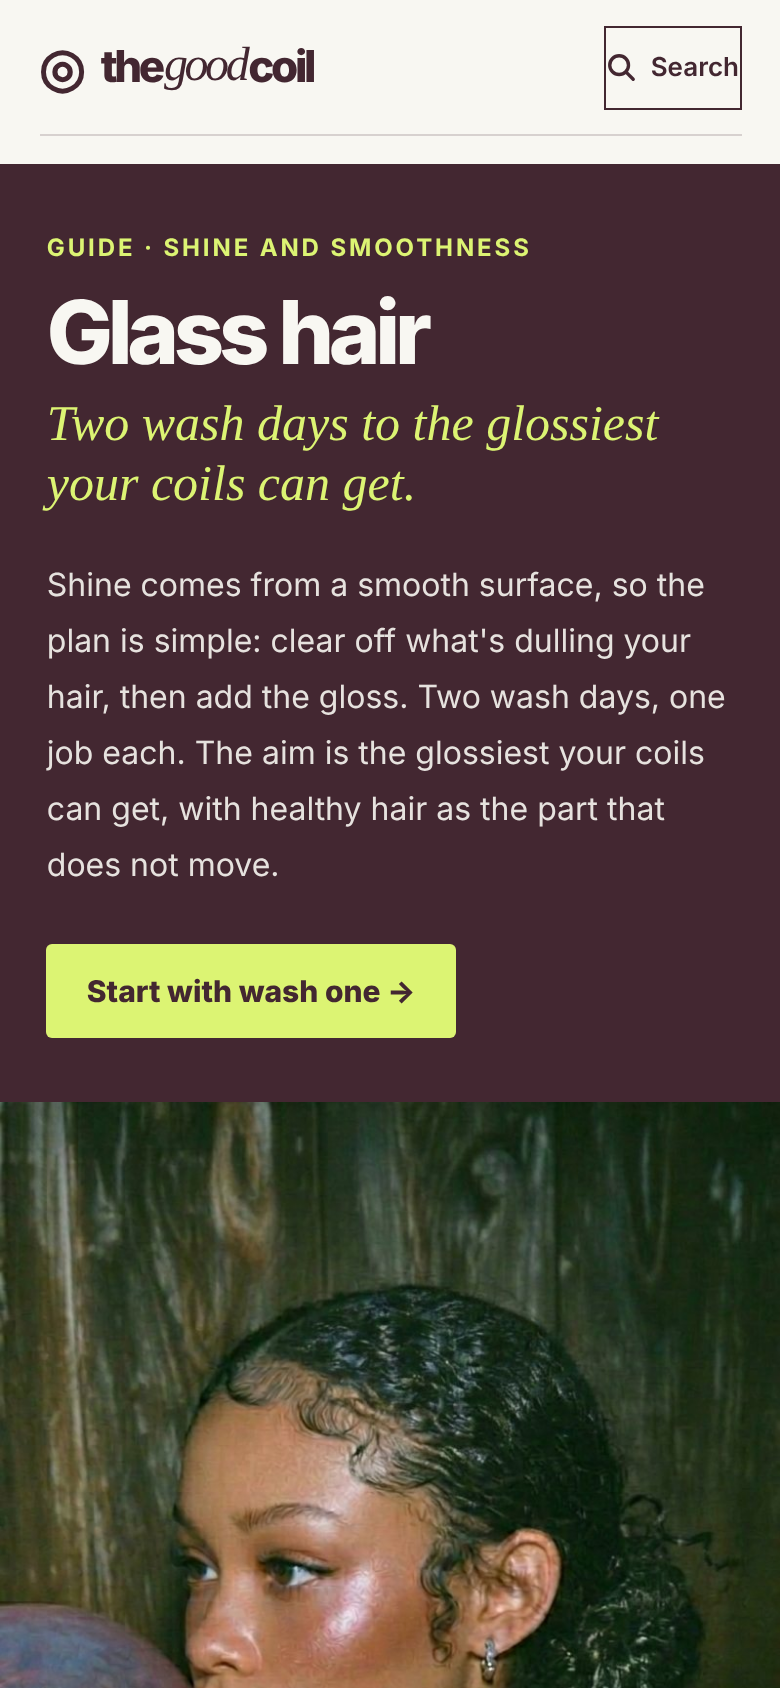 thegoodcoil
Search
GUIDE · SHINE AND SMOOTHNESS
Glass hair
Two wash days to the glossiest
your coils can get.
Shine comes from a smooth surface, so the
plan is simple: clear off what's dulling your
hair, then add the gloss. Two wash days, one
job each. The aim is the glossiest your coils
can get, with healthy hair as the part that
does not move.
Start with wash one →